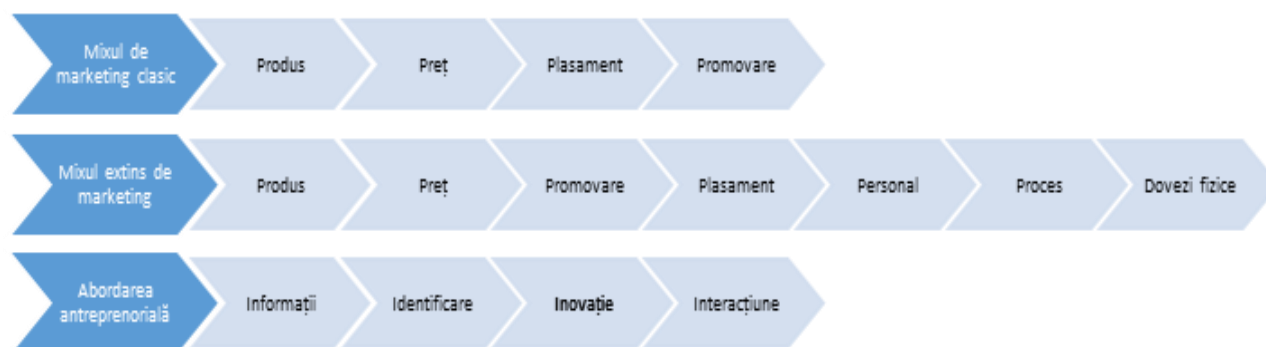 Mixul de
marketing clasic
Produs
Preț
Plasament
Promovare
Mixul extins de
marketing
Produs
Preț
Promovare
Plasament
Personal
Proces
Dovezi fizice
Abordarea
antreprenorială
Informații
Identificare
Inovație
Interacțiune